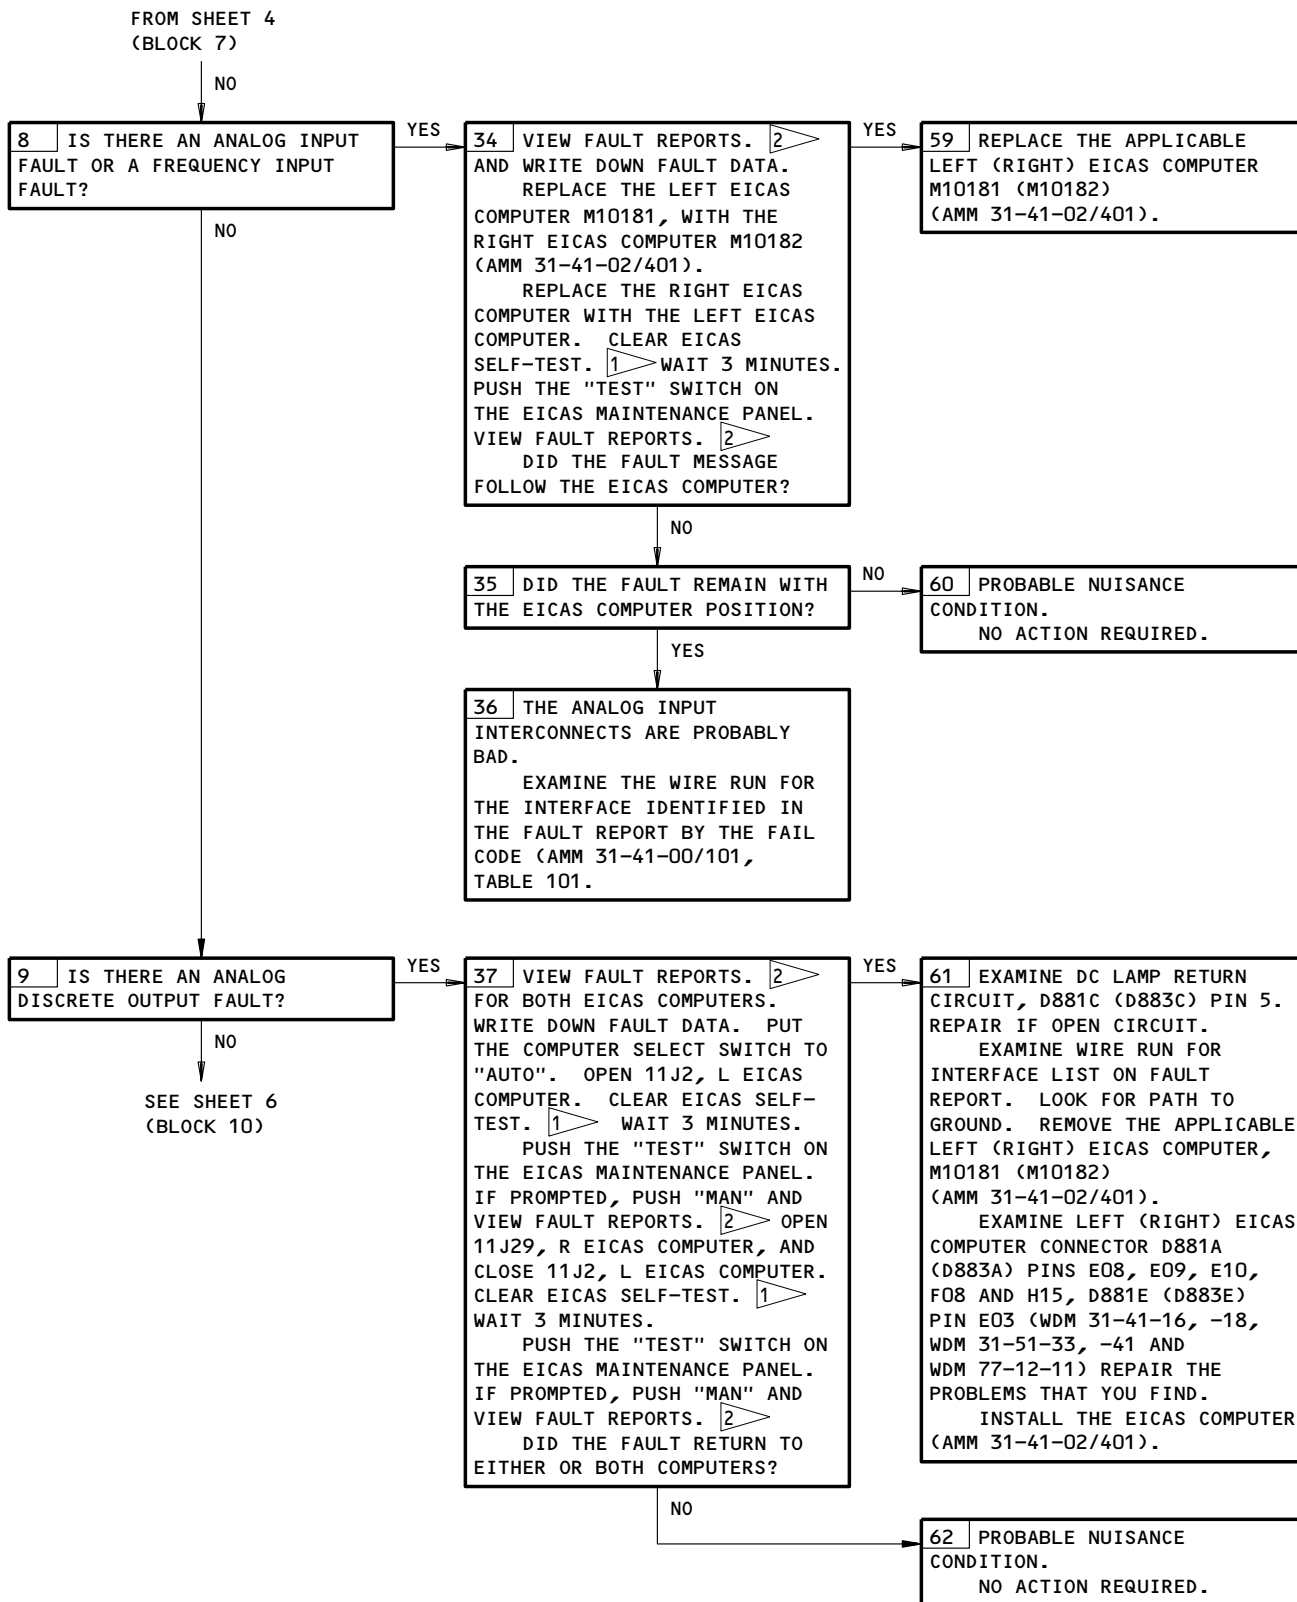 FROM SHEET 4
(BLOCK 7)
NO
8 IS THERE AN ANALOG INPUT
FAULT OR A FREQUENCY INPUT
FAULT?
YES
NO
34 VIEW FAULT REPORTS. 2
AND WRITE DOWN FAULT DATA.
REPLACE THE LEFT EICAS
COMPUTER M10181, WITH THE
RIGHT EICAS COMPUTER M10182
(AMM 31-41-02/401).
REPLACE THE RIGHT EICAS
COMPUTER WITH THE LEFT EICAS
COMPUTER. CLEAR EICAS
SELF-TEST. 1 WAIT 3 MINUTES.
PUSH THE "TEST" SWITCH ON
THE EICAS MAINTENANCE PANEL.
VIEW FAULT REPORTS. 2
DID THE FAULT MESSAGE
FOLLOW THE EICAS COMPUTER?
YES
59 REPLACE THE APPLICABLE
LEFT (RIGHT) EICAS COMPUTER
M10181 (M10182)
(AMM 31-41-02/401).
NO
35 DID THE FAULT REMAIN WITH
THE EICAS COMPUTER POSITION?
NO
60 PROBABLE NUISANCE
CONDITION.
NO ACTION REQUIRED.
YES
36 THE ANALOG INPUT
INTERCONNECTS ARE PROBABLY
BAD.
EXAMINE THE WIRE RUN FOR
THE INTERFACE IDENTIFIED IN
THE FAULT REPORT BY THE FAIL
CODE (AMM 31-41-00/101,
TABLE 101.
9 IS THERE AN ANALOG
DISCRETE OUTPUT FAULT?
YES
NO
SEE SHEET 6
(BLOCK 10)
37 VIEW FAULT REPORTS. 2
FOR BOTH EICAS COMPUTERS.
WRITE DOWN FAULT DATA. PUT
THE COMPUTER SELECT SWITCH TO
"AUTO". OPEN 11J2, L EICAS
COMPUTER. CLEAR EICAS SELF-
TEST. 1 WAIT 3 MINUTES.
PUSH THE "TEST" SWITCH ON
THE EICAS MAINTENANCE PANEL.
IF PROMPTED, PUSH "MAN" AND
VIEW FAULT REPORTS. 2 OPEN
11J29, R EICAS COMPUTER, AND
CLOSE 11J2, L EICAS COMPUTER.
CLEAR EICAS SELF-TEST. 1
WAIT 3 MINUTES.
PUSH THE "TEST" SWITCH ON
THE EICAS MAINTENANCE PANEL.
IF PROMPTED, PUSH "MAN" AND
VIEW FAULT REPORTS. 2
DID THE FAULT RETURN TO
EITHER OR BOTH COMPUTERS?
YES
61 EXAMINE DC LAMP RETURN
CIRCUIT, D881C (D883C) PIN 5.
REPAIR IF OPEN CIRCUIT.
EXAMINE WIRE RUN FOR
INTERFACE LIST ON FAULT
REPORT. LOOK FOR PATH TO
GROUND. REMOVE THE APPLICABLE
LEFT (RIGHT) EICAS COMPUTER,
M10181 (M10182)
(AMM 31-41-02/401).
EXAMINE LEFT (RIGHT) EICAS
COMPUTER CONNECTOR D881A
(D883A) PINS E08, E09, E10,
F08 AND H15, D881E (D883E)
PIN E03 (WDM 31-41-16, -18,
WDM 31-51-33, -41 AND
WDM 77-12-11) REPAIR THE
PROBLEMS THAT YOU FIND.
INSTALL THE EICAS COMPUTER
(AMM 31-41-02/401).
NO
62 PROBABLE NUISANCE
CONDITION.
NO ACTION REQUIRED.